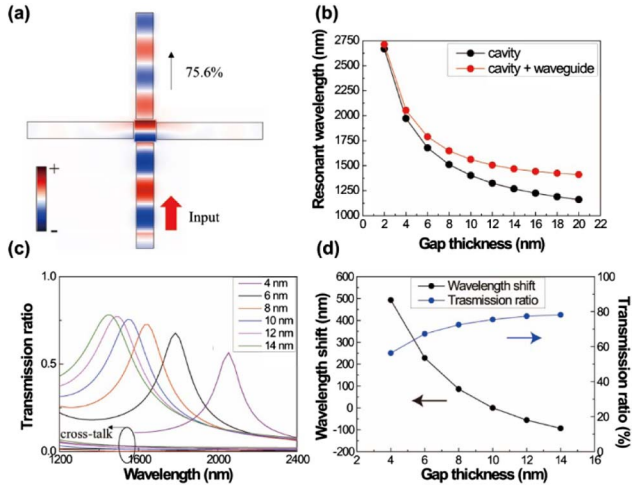 (a)
75.6%
+
-
Input
(b)
Resonant wavelength (nm)
2750
2500
2250
2000
1750
1500
1250
1000
cavity
cavity + waveguide
0 2 4 6 8 10 12 14 16 18 20 22
Gap thickness (nm)
(c)
Transmission ratio
1.0
0.5
0.0
4 nm
6 nm
8 nm
10 nm
12 nm
14 nm
cross-talk
1200 1600 2000 2400
Wavelength (nm)
(d)
Wavelength shift (nm)
600
500
400
300
200
100
0
-100
-200
Wavelength shift
Trasmission ratio
100
80
60
40
20
0
Transmission ratio (%)
4 6 8 10 12 14 16
Gap thickness (nm)